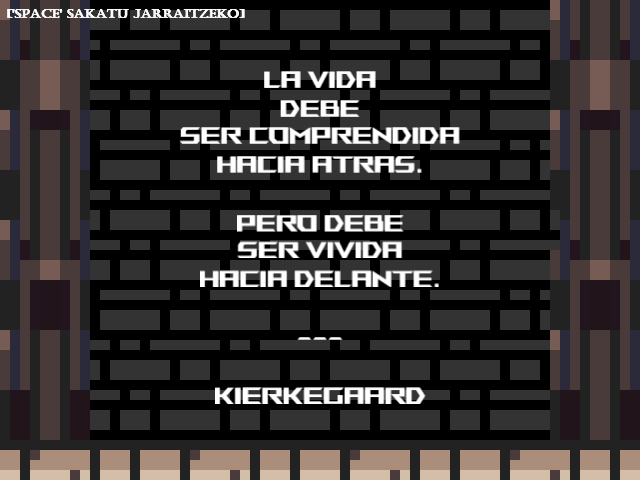 ['SPACE' SAKATU JARRAITZEKO]
LA VIDA
DEBE
SER COMPRENDIDA
HACIA ATRAS.
PERO DEBE
SER VIVIDA
HACIA DELANTE.
---
KIERKEGAARD